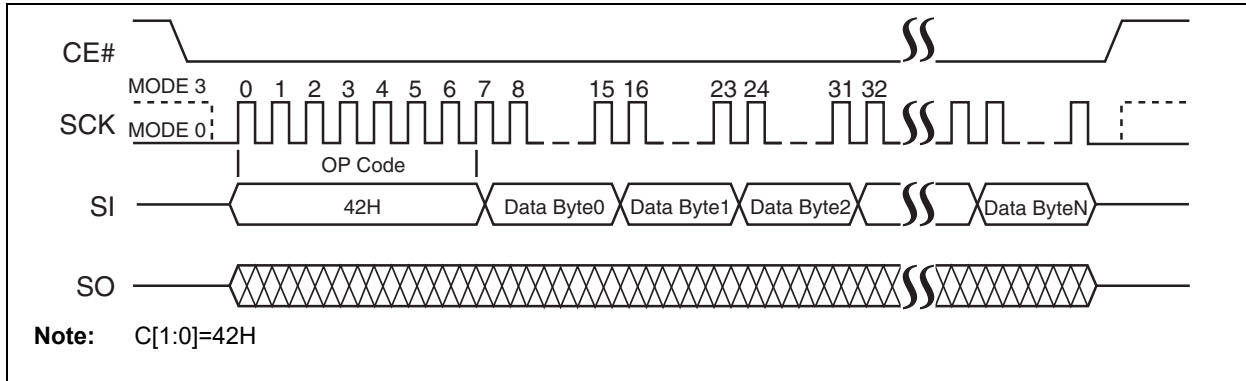 CE#
MODE 3
0 1 2 3 4 5 6 7 8 15 16 23 24 31 32
SCK
MODE 0
OP Code
SI
42H
Data Byte0
Data Byte1
Data Byte2
Data ByteN
SO
Note: C[1:0]=42H